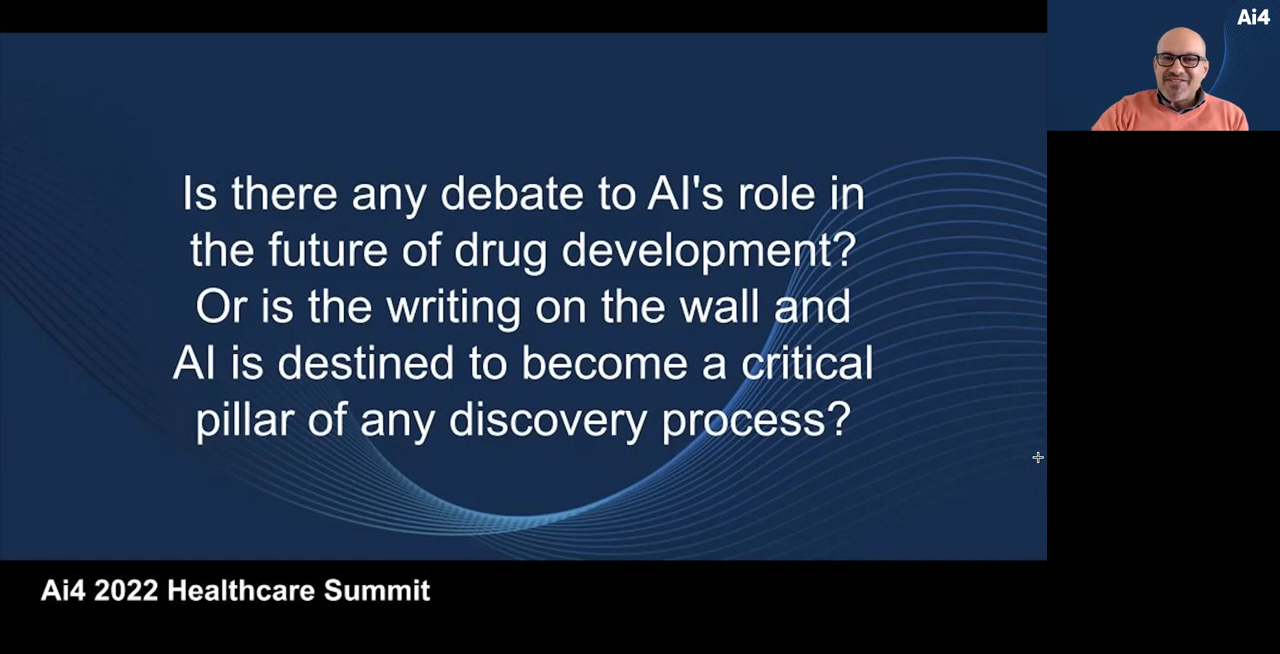 Ai4
Is there any debate to AI's role in
the future of drug development?
Or is the writing on the wall and
AI is destined to become a critical
pillar of any discovery process?
Ai4 2022 Healthcare Summit